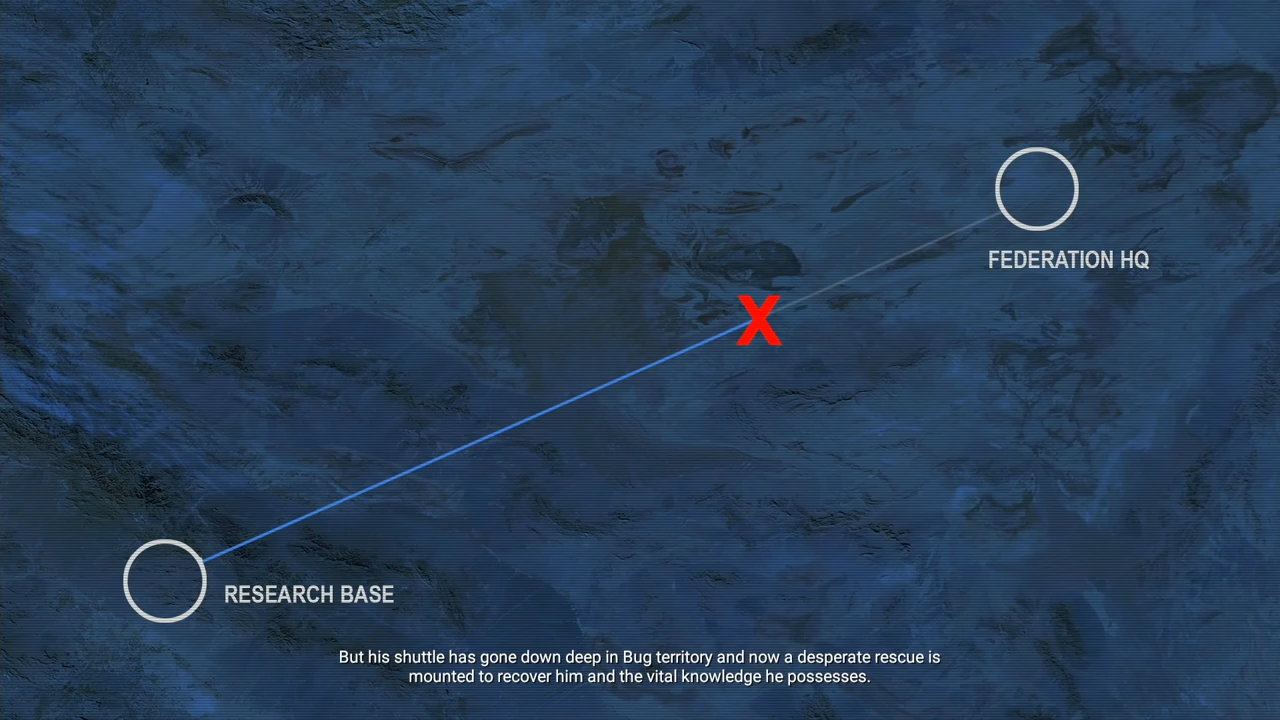 FEDERATION HQ
X
RESEARCH BASE
But his shuttle has gone down deep in Bug territory and now a desperate rescue is
mounted to recover him and the vital knowledge he possesses.